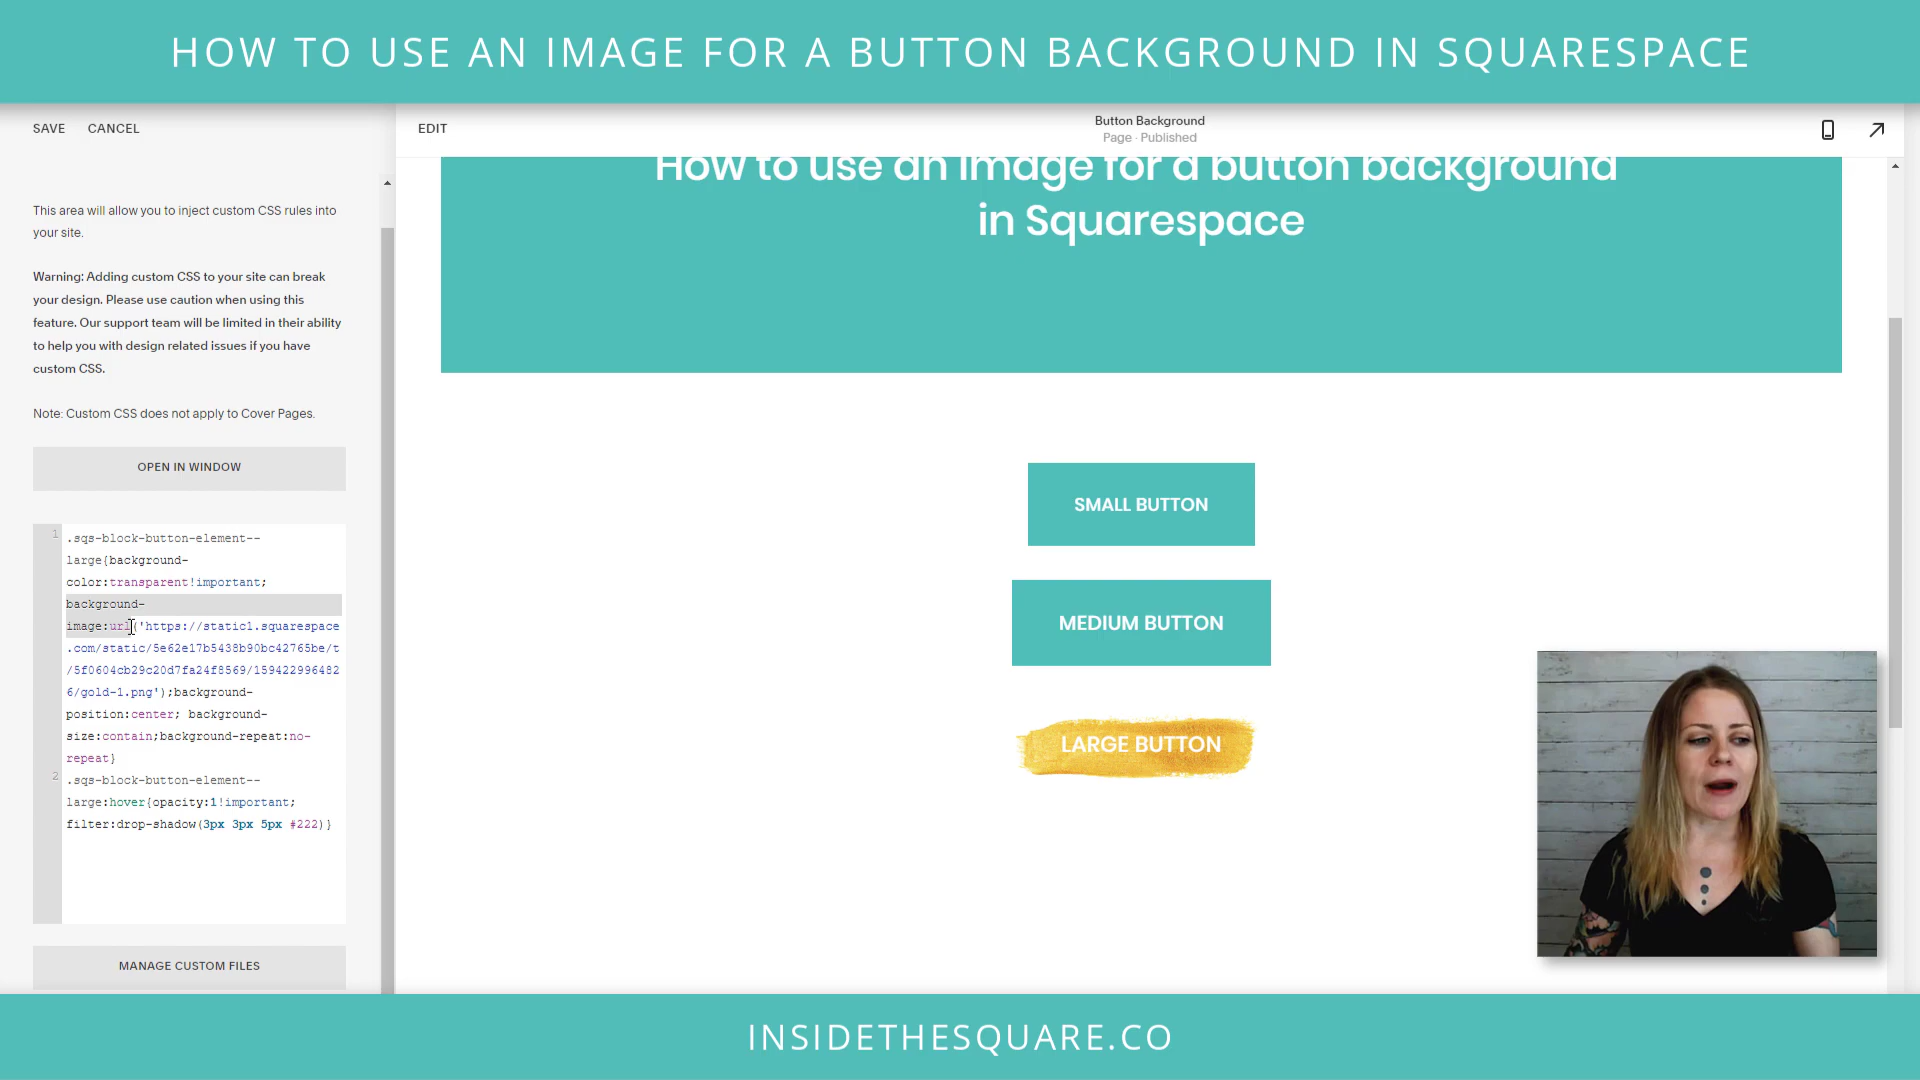 HOW TO USE AN IMAGE FOR A BUTTON BACKGROUND IN SQUARESPACE
SAVE CANCEL
EDIT
Button Background
Page · Published
This area will allow you to inject custom CSS rules into
your site.
Warning: Adding custom CSS to your site can break
your design. Please use caution when using this
feature. Our support team will be limited in their ability
to help you with design related issues if you have
custom CSS.
Note: Custom CSS does not apply to Cover Pages.
OPEN IN WINDOW
1
.sqs-block-button-element--
large{background-
color:transparent!important;
background-
image:url('https://static1.squarespace
.com/static/5e62e17b5438b90bc42765be/t
/5f0604cb29c20d7fa24f8569/159422996482
6/gold-1.png');background-
position:center; background-
size:contain;background-repeat:no-
repeat}
2
.sqs-block-button-element--
large:hover{opacity:1!important;
filter:drop-shadow(3px 3px 5px #222)}
MANAGE CUSTOM FILES
How to use an image for a button background
in Squarespace
SMALL BUTTON
MEDIUM BUTTON
LARGE BUTTON
INSIDETHESQUARE.CO